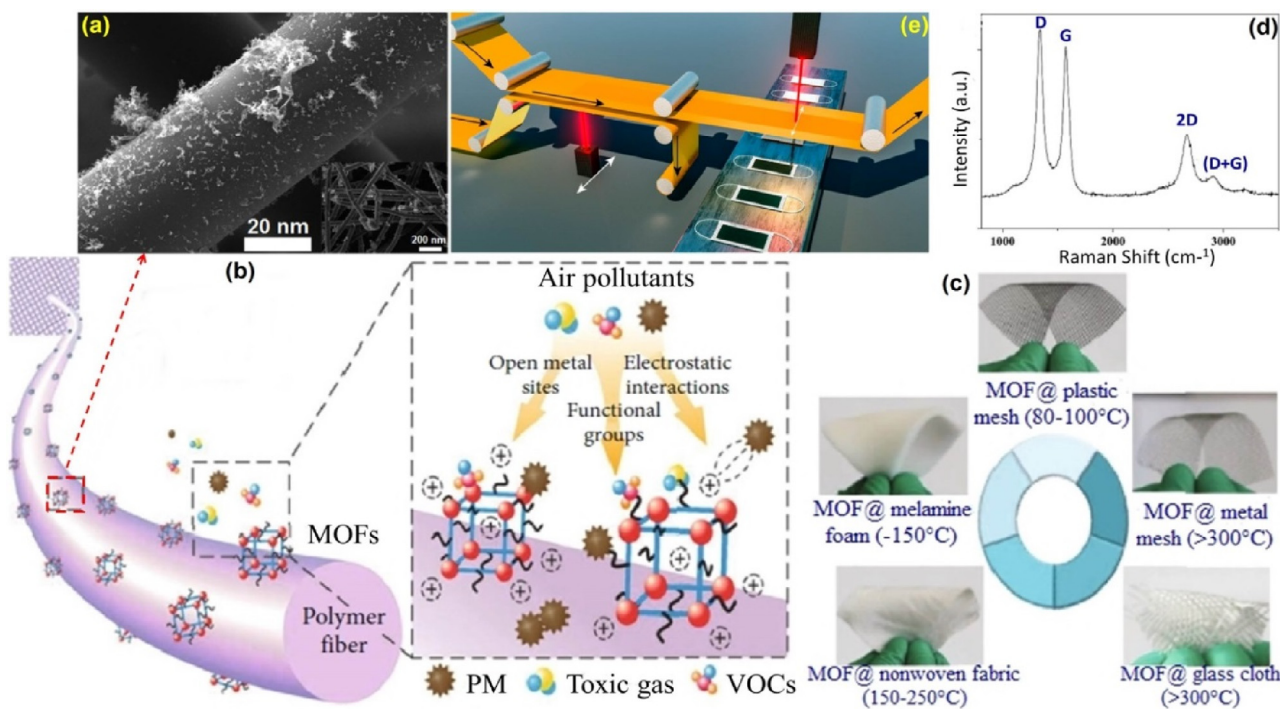 (a)
20 nm
200 nm
(e)
(d)
D
G
2D
(D+G)
Intensity (a.u.)
1000
2000
3000
Raman Shift (cm-1)
(b)
MOFs
Polymer
fiber
Air pollutants
Open metal
sites
Electrostatic
interactions
Functional
groups
PM
Toxic gas
VOCs
(c)
MOF@ plastic
mesh (80-100°C)
MOF@ melamine
foam (-150°C)
MOF@ metal
mesh (>300°C)
MOF@ nonwoven fabric
(150-250°C)
MOF@ glass cloth
(>300°C)